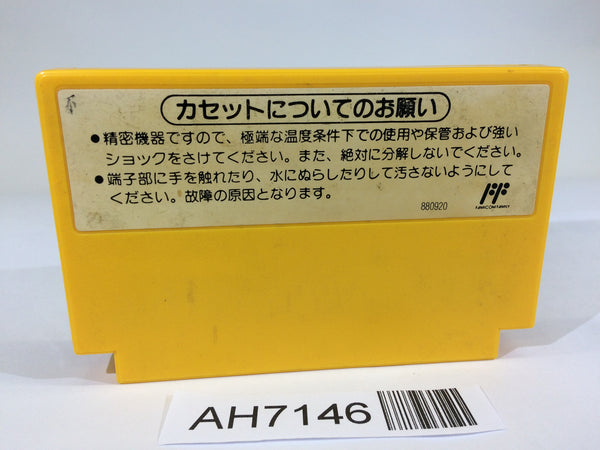 カセットについてのお願い
●精密機器ですので、極端な温度条件下での使用や保管および強い
ショックをさけてください。また、絶対に分解しないでください。
●端子部に手を触れたり、水にぬらしたりして汚さないようにして
ください。故障の原因となります。
880920
FAMICOM FAMILY
AH7146